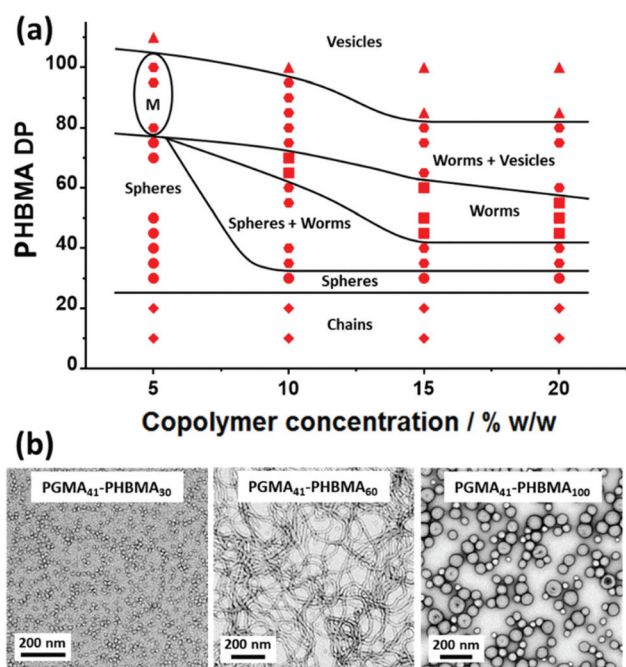 (a)
Vesicles
100
80
60
40
20
0
PHBMA DP
M
Spheres
Spheres + Worms
Worms + Vesicles
Worms
Spheres
Chains
5
10
15
20
Copolymer concentration / % w/w
(b)
PGMA41-PHBMA30
PGMA41-PHBMA60
PGMA41-PHBMA100
200 nm
200 nm
200 nm